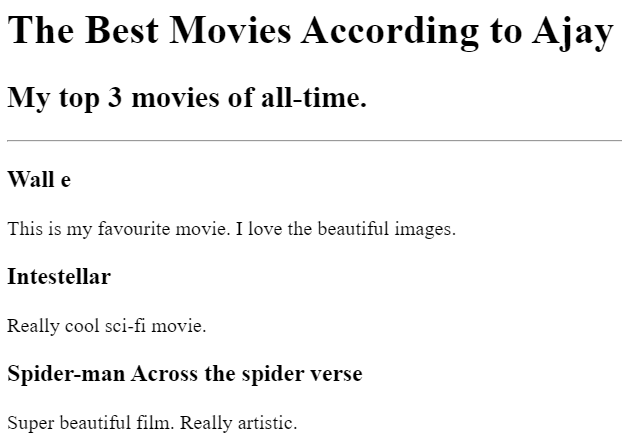 The Best Movies According to Ajay
My top 3 movies of all-time.
Wall e
This is my favourite movie. I love the beautiful images.
Intestellar
Really cool sci-fi movie.
Spider-man Across the spider verse
Super beautiful film. Really artistic.